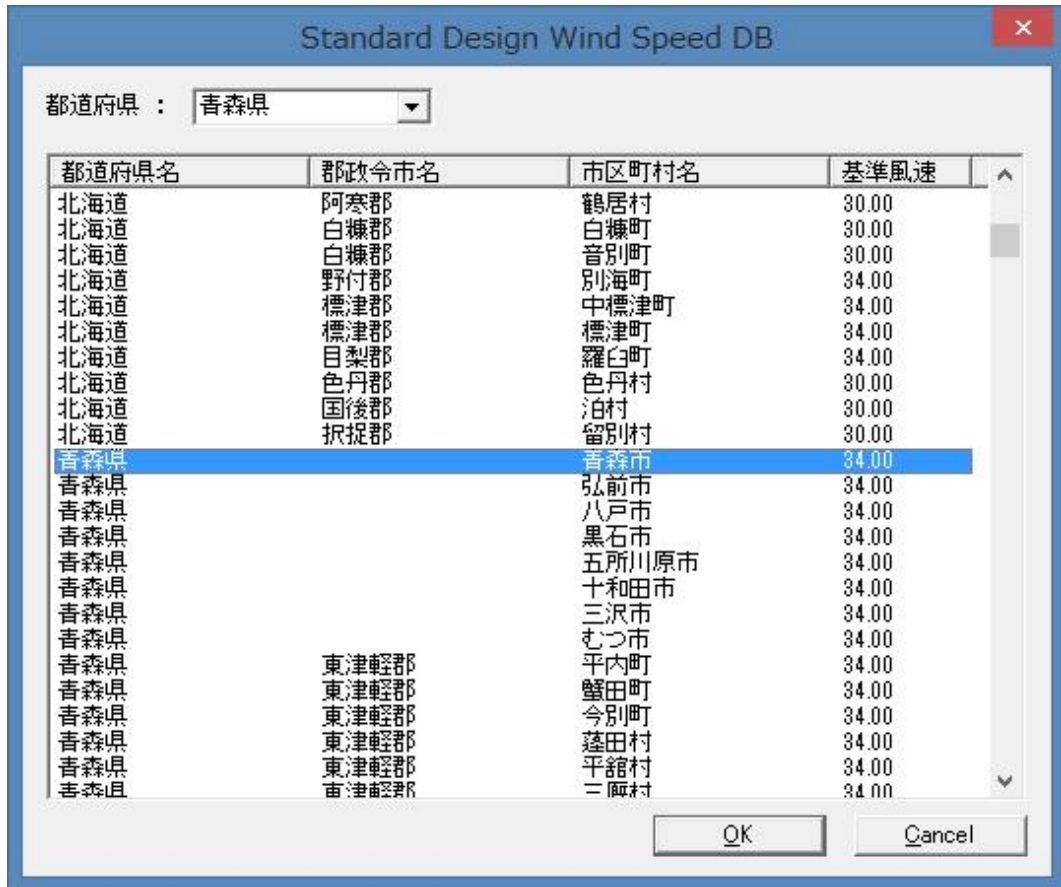 Standard Design Wind Speed DB
都道府県 : 青森県
都道府県名 郡政令市名 市区町村名 基準風速
北海道 阿寒郡 鶴居村 30.00
北海道 白糠郡 白糠町 30.00
北海道 白糠郡 音別町 30.00
北海道 野付郡 別海町 34.00
北海道 標津郡 中標津町 34.00
北海道 標津郡 標津町 34.00
北海道 目梨郡 羅臼町 34.00
北海道 色丹郡 色丹村 30.00
北海道 国後郡 泊村 30.00
北海道 択捉郡 留別村 30.00
青森県 青森市 34.00
青森県 弘前市 34.00
青森県 八戸市 34.00
青森県 黒石市 34.00
青森県 五所川原市 34.00
青森県 十和田市 34.00
青森県 三沢市 34.00
青森県 むつ市 34.00
青森県 東津軽郡 平内町 34.00
青森県 東津軽郡 蟹田町 34.00
青森県 東津軽郡 今別町 34.00
青森県 東津軽郡 蓬田村 34.00
青森県 東津軽郡 平舘村 34.00
青森県 東津軽郡 三厩村 34.00
OK Cancel